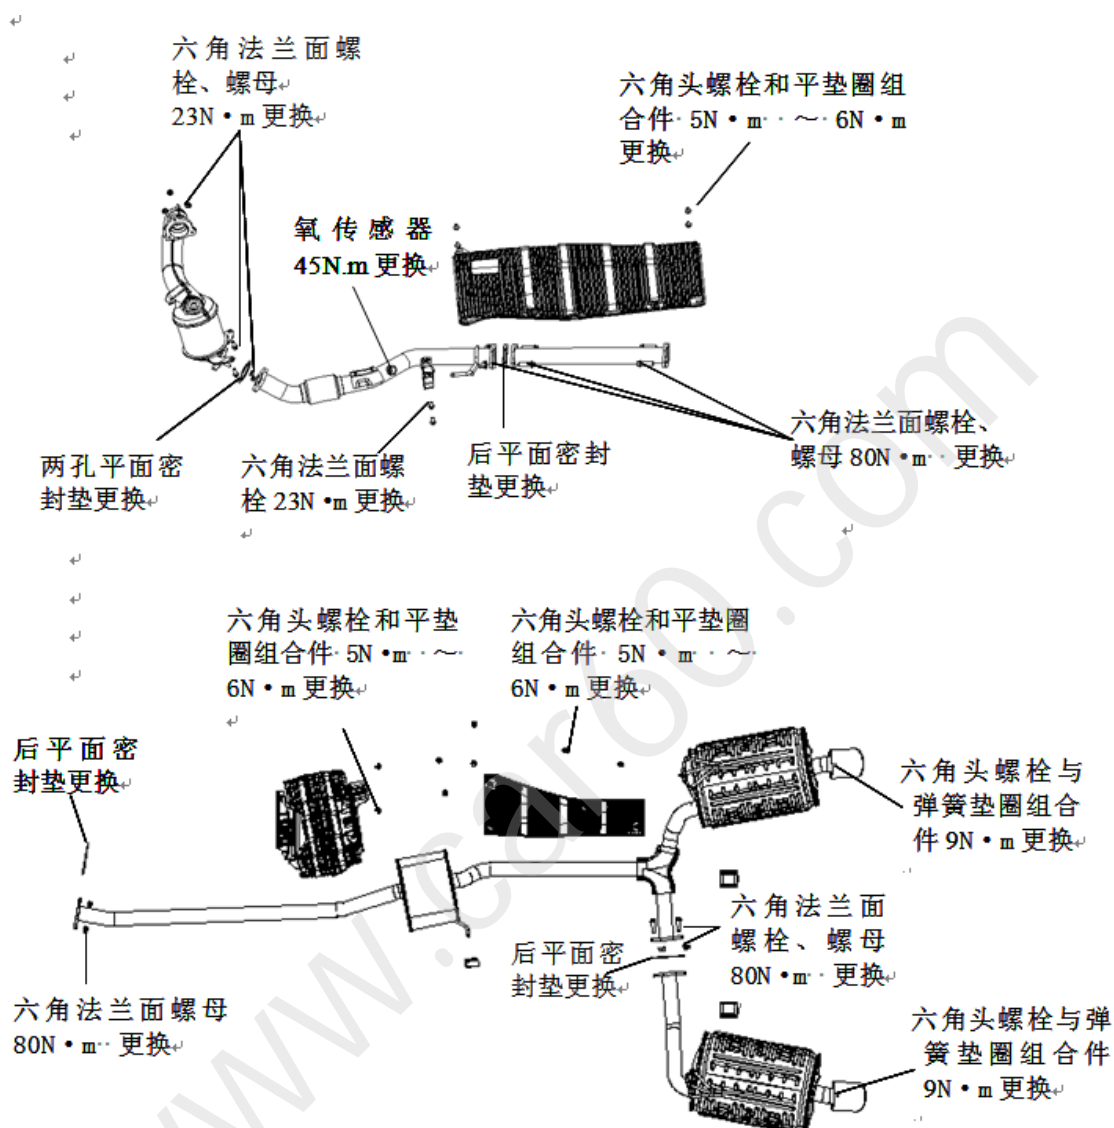 六角法兰面螺
栓、螺母
23N·m 更换
六角头螺栓和平垫圈组
合件 5N·m ～ 6N·m
更换
氧传感器
45N.m 更换
六角法兰面螺栓、
螺母 80N·m 更换
后平面密封
垫更换
两孔平面密
封垫更换
六角法兰面螺
栓 23N·m 更换
六角头螺栓和平垫
圈组合件 5N·m ～
6N·m 更换
六角头螺栓和平垫圈
组合件 5N·m ～
6N·m 更换
后平面密
封垫更换
六角头螺栓与
弹簧垫圈组合
件 9N·m 更换
六角法兰面
螺栓、螺母
80N·m 更换
后平面密
封垫更换
六角法兰面螺母
80N·m 更换
六角头螺栓与弹
簧垫圈组合件
9N·m 更换
www.car60.com